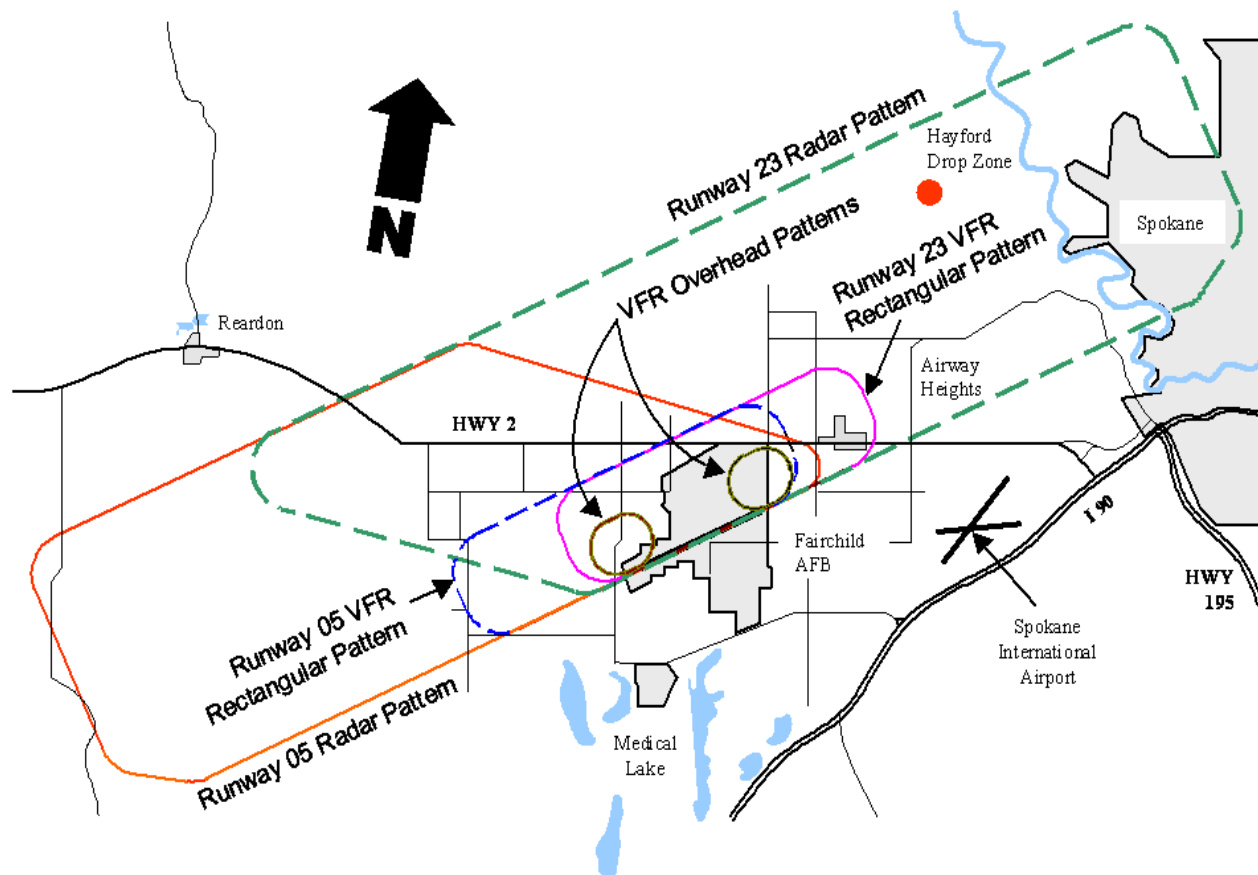 Runway 23 Radar Pattern
Hayford
Drop Zone
N
Spokane
VFR Overhead Patterns
Runway 23 VFR
Rectangular Pattern
Reardon
Airway
Heights
HWY 2
I 90
Fairchild
AFB
HWY
195
Runway 05 VFR
Rectangular Pattern
Spokane
International
Airport
Runway 05 Radar Pattern
Medical
Lake